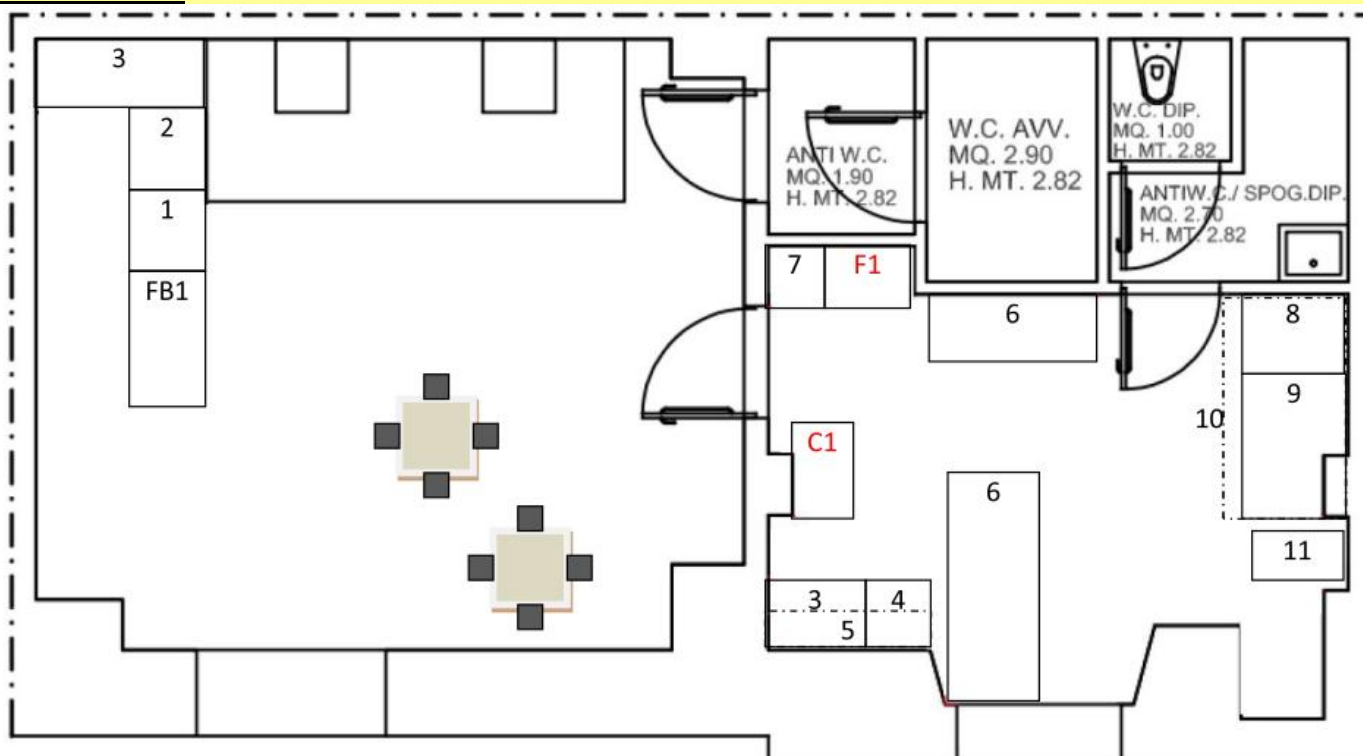 3
2
1
FB1
ANTI W.C.
MQ. 1.90
H. MT. 2.82
W.C. AVV.
MQ. 2.90
H. MT. 2.82
W.C. DIP.
MQ. 1.00
H. MT. 2.82
ANTIW.C./ SPOG.DIP.
MQ. 2.70
H. MT. 2.82
7
F1
6
8
9
10
C1
6
11
3
4
5